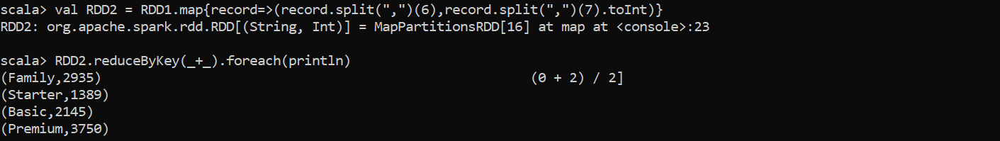 scala> val RDD2 = RDD1.map{record=>(record.split(",")(6),record.split(",")(7).toInt)}
RDD2: org.apache.spark.rdd.RDD[(String, Int)] = MapPartitionsRDD[16] at map at <console>:23
scala> RDD2.reduceByKey(_+_).foreach(println)
(Family,2935) (0 + 2) / 2]
(Starter,1389)
(Basic,2145)
(Premium,3750)